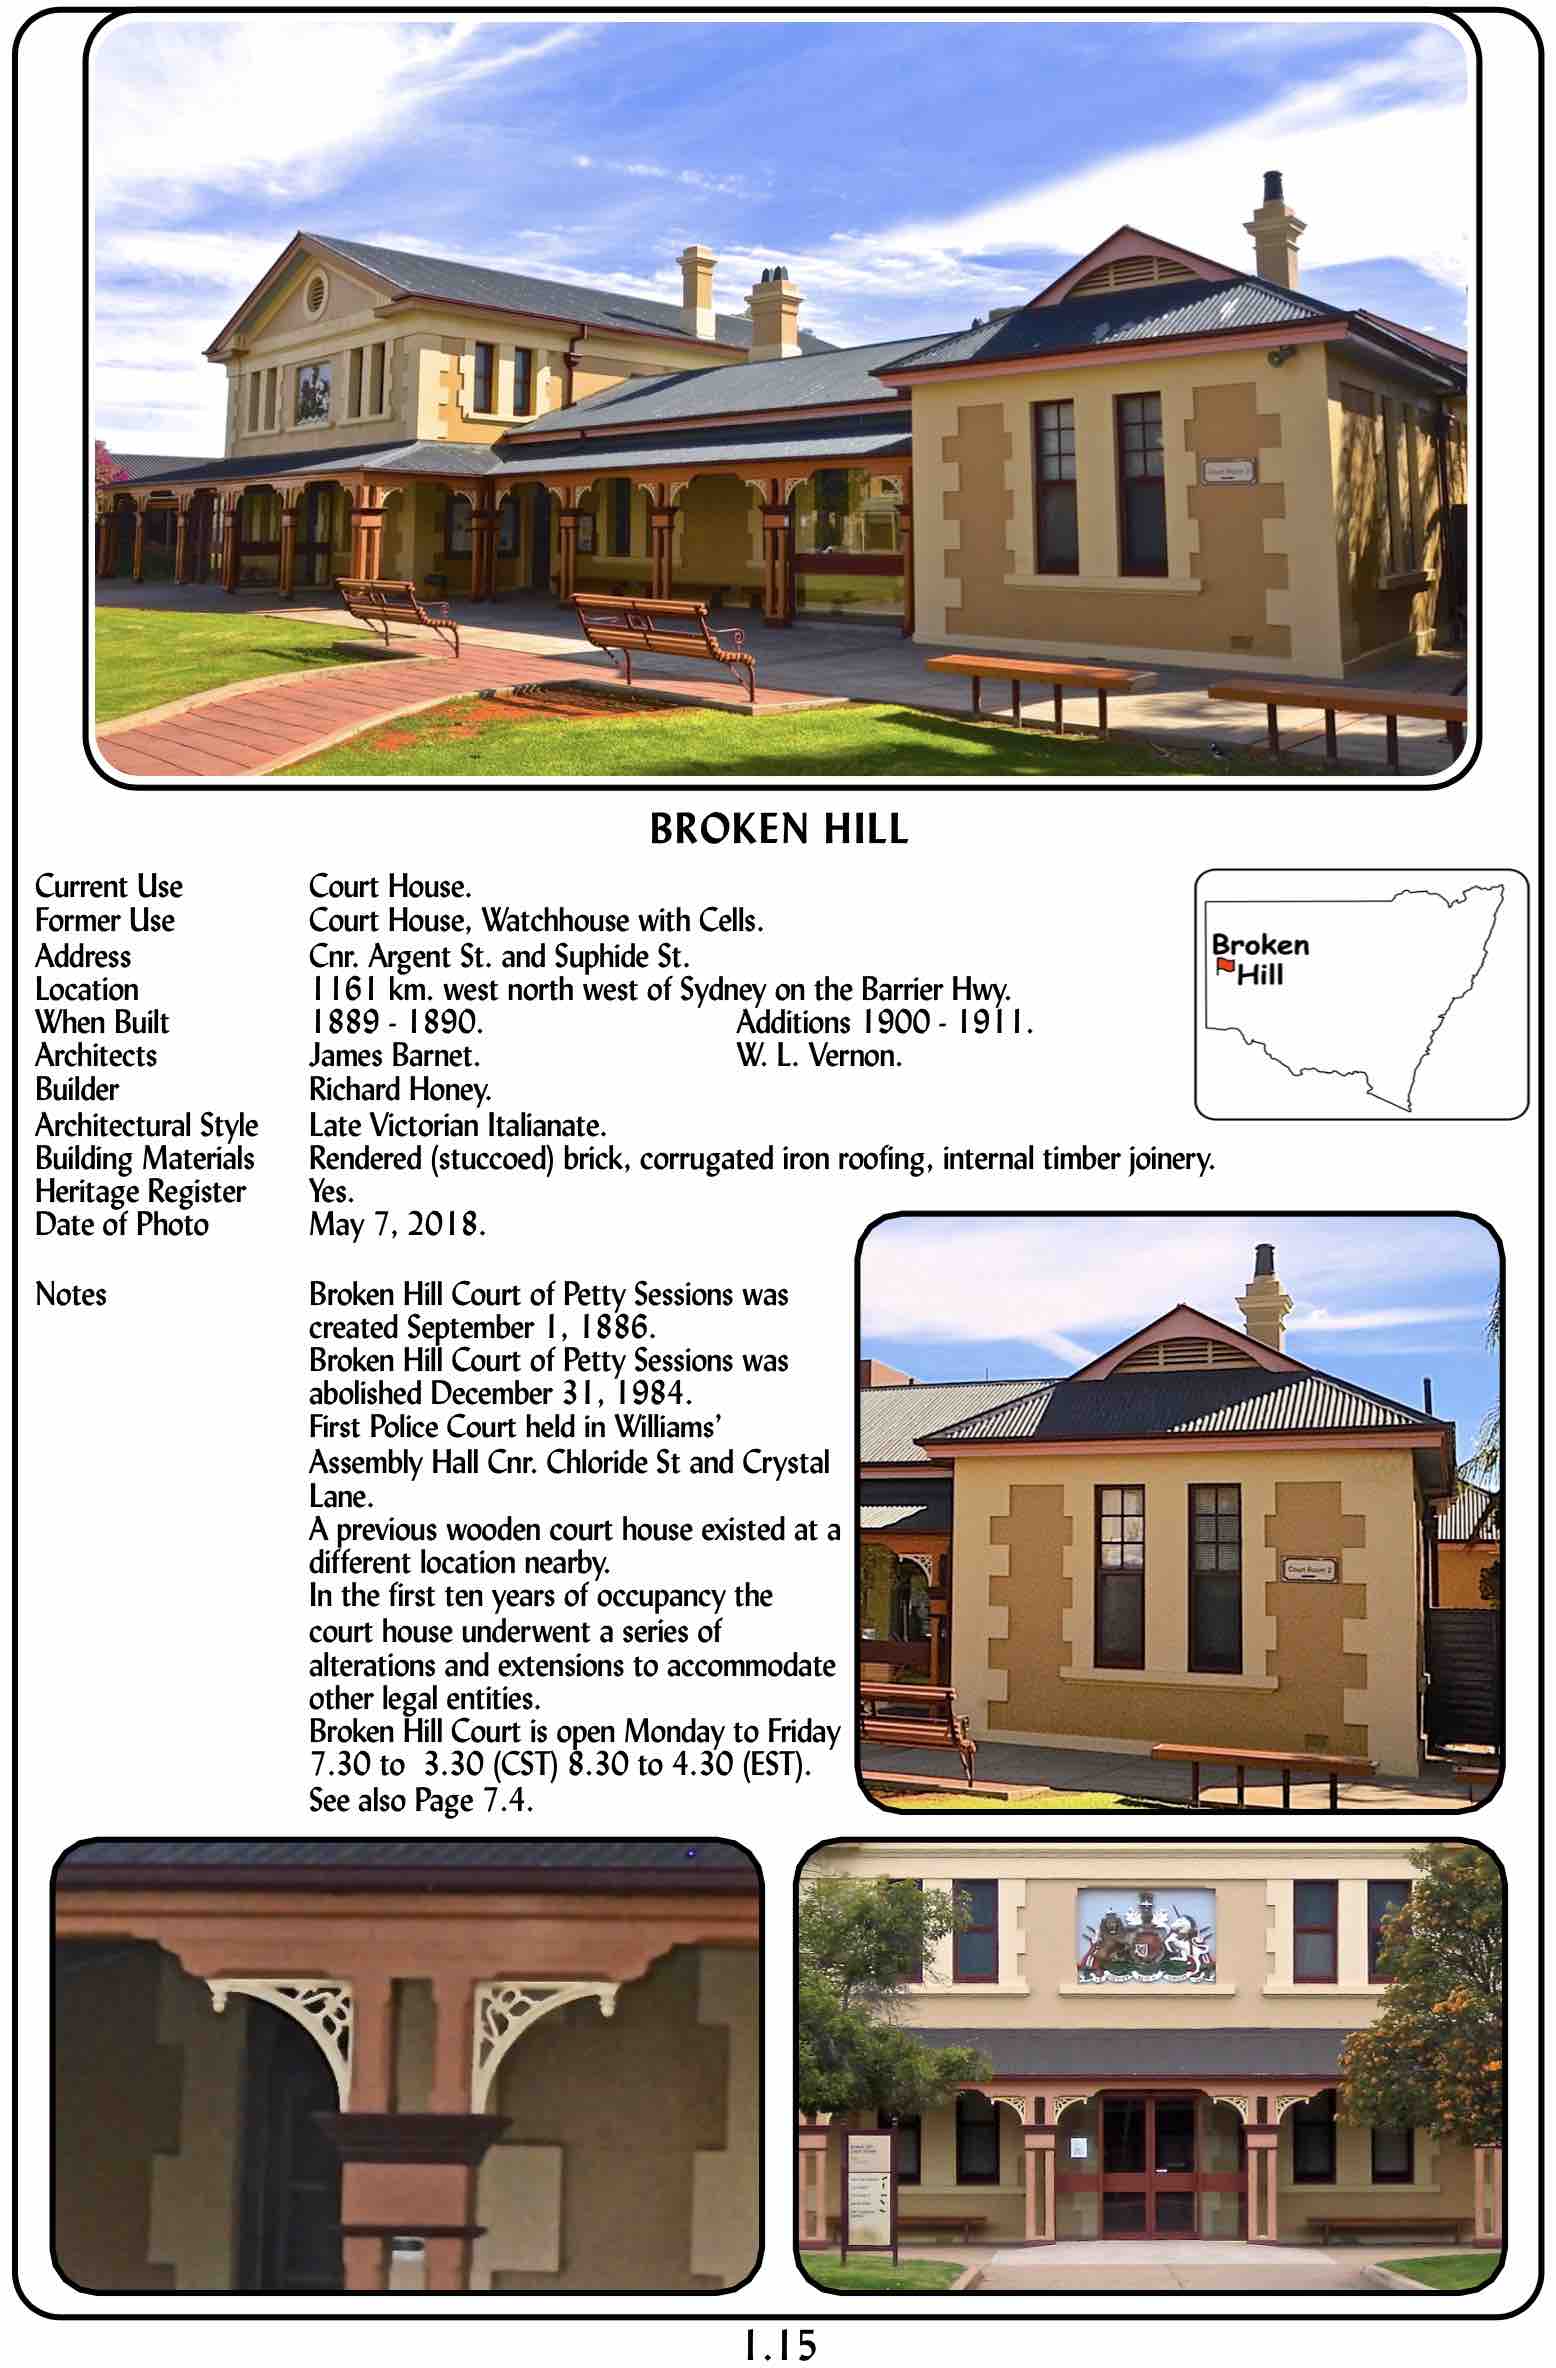 Court Room 2
BROKEN HILL
Current Use Court House.
Former Use Court House, Watchhouse with Cells.
Address Cnr. Argent St. and Suphide St.
Location 1161 km. west north west of Sydney on the Barrier Hwy.
When Built 1889 - 1890. Additions 1900 - 1911.
Architects James Barnet. W. L. Vernon.
Builder Richard Honey.
Architectural Style Late Victorian Italianate.
Building Materials Rendered (stuccoed) brick, corrugated iron roofing, internal timber joinery.
Heritage Register Yes.
Date of Photo May 7, 2018.
Broken
Hill
Notes Broken Hill Court of Petty Sessions was
created September 1, 1886.
Broken Hill Court of Petty Sessions was
abolished December 31, 1984.
First Police Court held in Williams’
Assembly Hall Cnr. Chloride St and Crystal
Lane.
A previous wooden court house existed at a
different location nearby.
In the first ten years of occupancy the
court house underwent a series of
alterations and extensions to accommodate
other legal entities.
Broken Hill Court is open Monday to Friday
7.30 to 3.30 (CST) 8.30 to 4.30 (EST).
See also Page 7.4.
Court Room 2
1.15